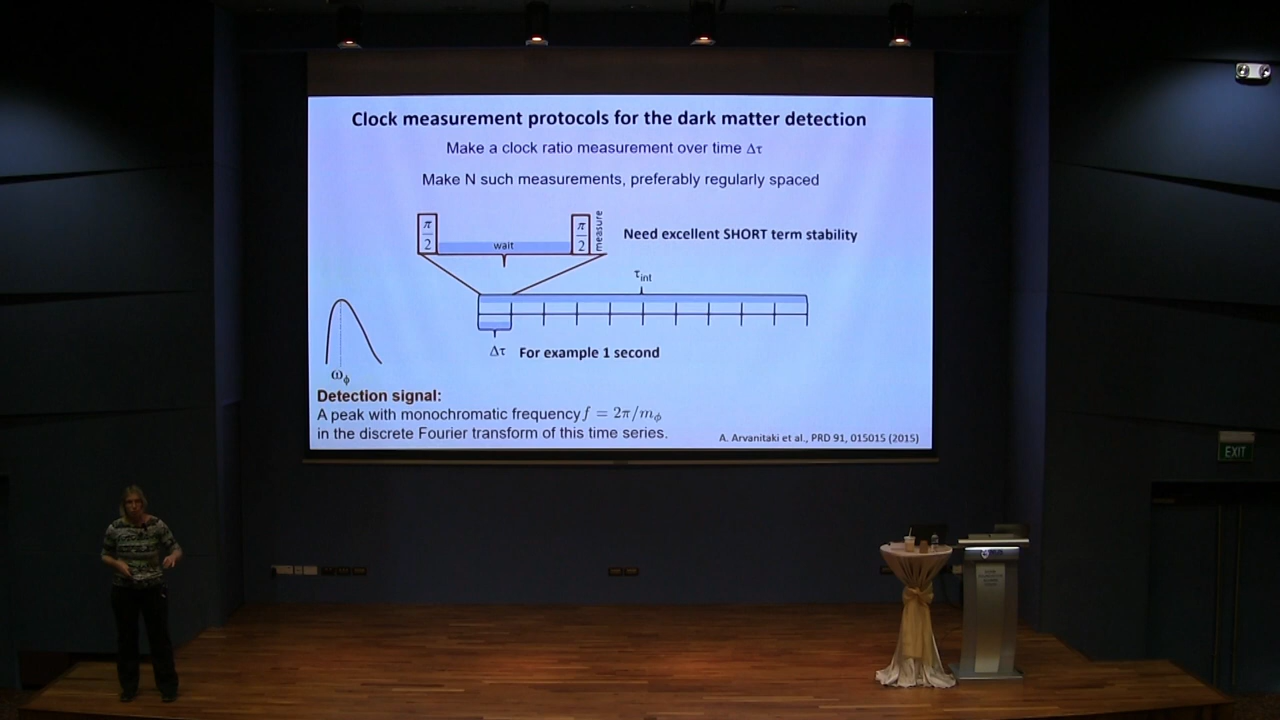 Clock measurement protocols for the dark matter detection
Make a clock ratio measurement over time Δτ
Make N such measurements, preferably regularly spaced
π/2
wait
π/2
measure
Need excellent SHORT term stability
τint
Δτ For example 1 second
ωϕ
Detection signal:
A peak with monochromatic frequency f = 2π/mϕ
in the discrete Fourier transform of this time series.
A. Arvanitaki et al., PRD 91, 015015 (2015)
EXIT